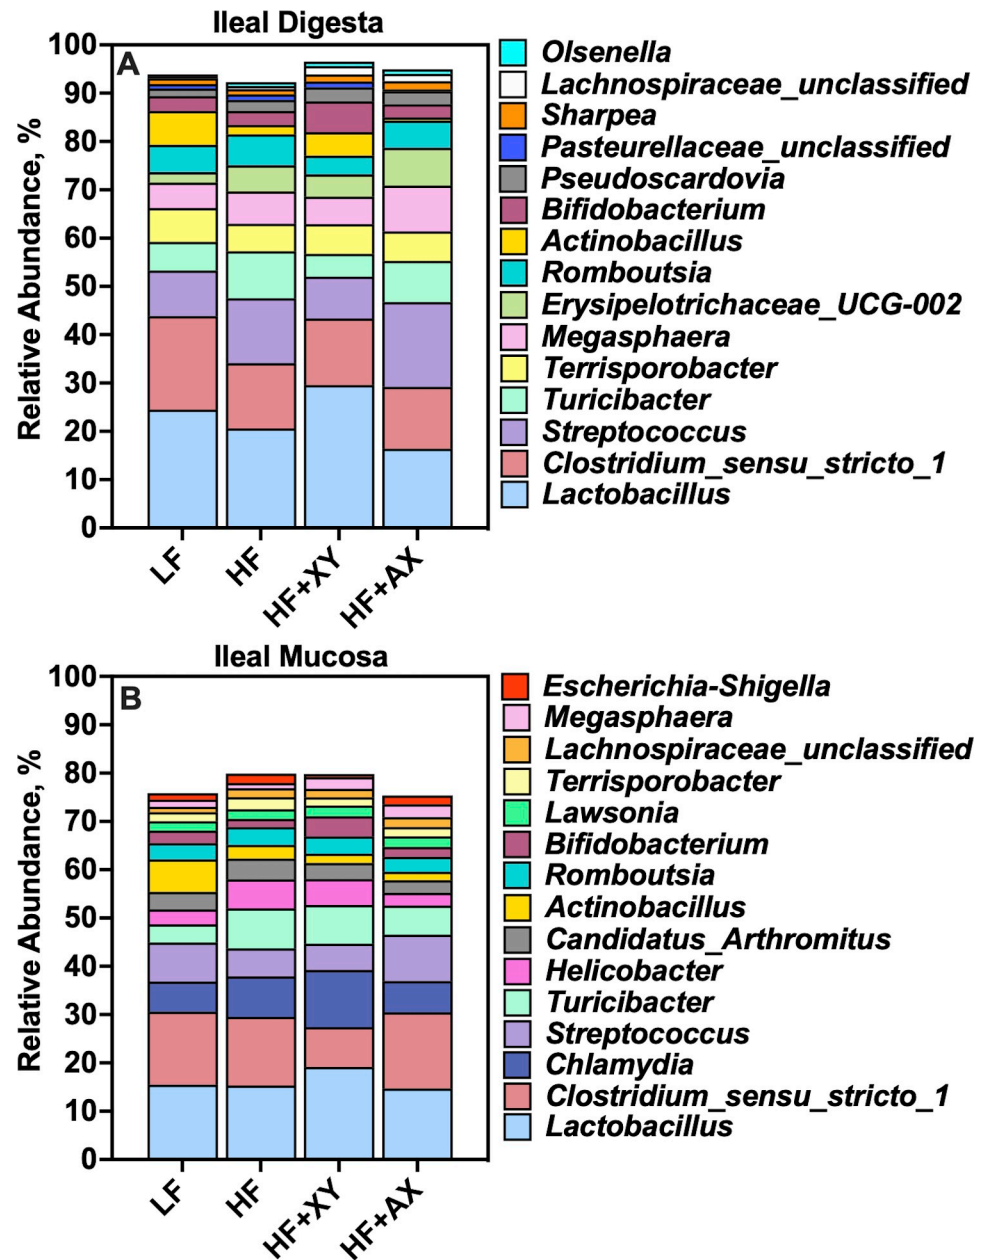 Ileal Digesta
A
Relative Abundance, %
100
90
80
70
60
50
40
30
20
10
0
LF
HF
HF+XY
HF+AX
Olsenella
Lachnospiraceae_unclassified
Sharpea
Pasteurellaceae_unclassified
Pseudoscardovia
Bifidobacterium
Actinobacillus
Romboutsia
Erysipelotrichaceae_UCG-002
Megasphaera
Terrisporobacter
Turicibacter
Streptococcus
Clostridium_sensu_stricto_1
Lactobacillus
Ileal Mucosa
B
Relative Abundance, %
100
90
80
70
60
50
40
30
20
10
0
LF
HF
HF+XY
HF+AX
Escherichia-Shigella
Megasphaera
Lachnospiraceae_unclassified
Terrisporobacter
Lawsonia
Bifidobacterium
Romboutsia
Actinobacillus
Candidatus_Arthromitus
Helicobacter
Turicibacter
Streptococcus
Chlamydia
Clostridium_sensu_stricto_1
Lactobacillus